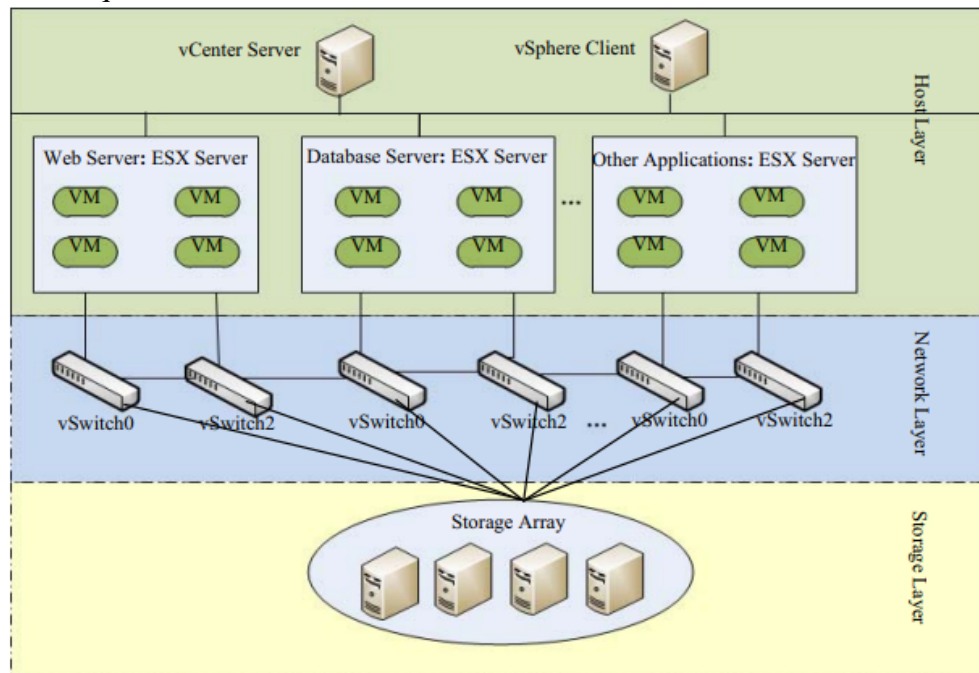 vCenter Server
vSphere Client
Host Layer
Web Server: ESX Server
VM VM
VM VM
Database Server: ESX Server
VM VM
VM VM
...
Other Applications: ESX Server
VM VM
VM VM
Network Layer
vSwitch0
vSwitch2
vSwitch0
vSwitch2
...
vSwitch0
vSwitch2
Storage Layer
Storage Array